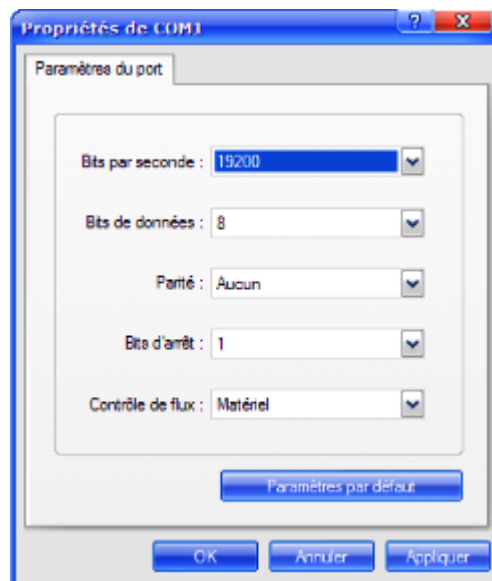 Propriétés de COM1
Paramètres du port
Bits par seconde : 19200
Bits de données : 8
Parité : Aucun
Bits d'arrêt : 1
Contrôle de flux : Matériel
Paramètres par défaut
OK Annuler Appliquer